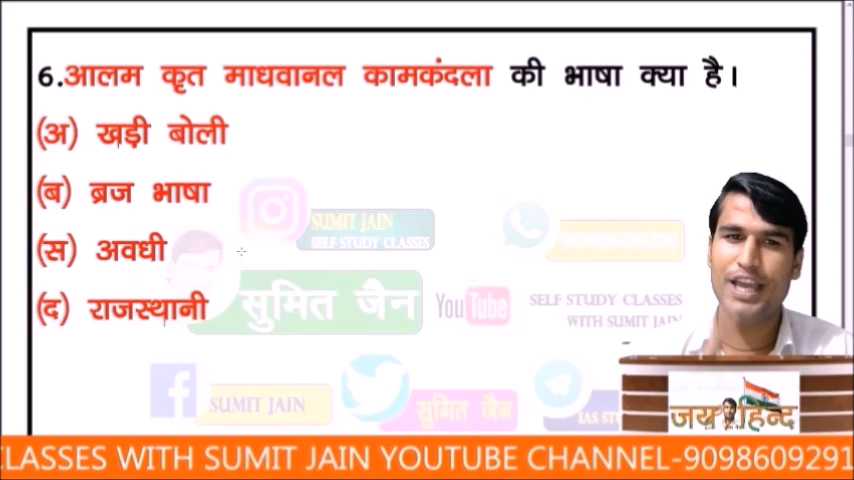 6.आलम कृत माधवानल कामकंदला की भाषा क्या है।
(अ) खड़ी बोली
(ब) ब्रज भाषा
(स) अवधी
(द) राजस्थानी
SUMIT JAIN
SELF STUDY CLASSES
सुमित जैन
YouTube
SELF STUDY CLASSES
WITH SUMIT JAIN
SUMIT JAIN
सुमित जैन
IAS
जय हिन्द
CLASSES WITH SUMIT JAIN YOUTUBE CHANNEL-9098609291